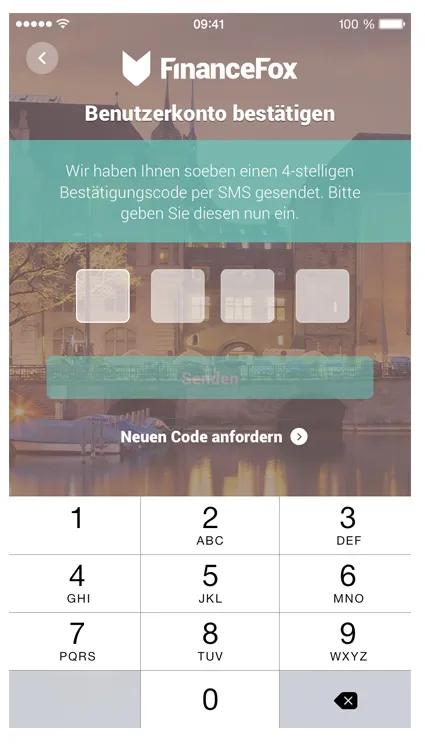 09:41
100 %
FinanceFox
Benutzerkonto bestätigen
Wir haben Ihnen soeben einen 4-stelligen
Bestätigungscode per SMS gesendet. Bitte
geben Sie diesen nun ein.
Senden
Neuen Code anfordern
1
2
3
ABC
DEF
4
5
6
GHI
JKL
MNO
7
8
9
PQRS
TUV
WXYZ
0